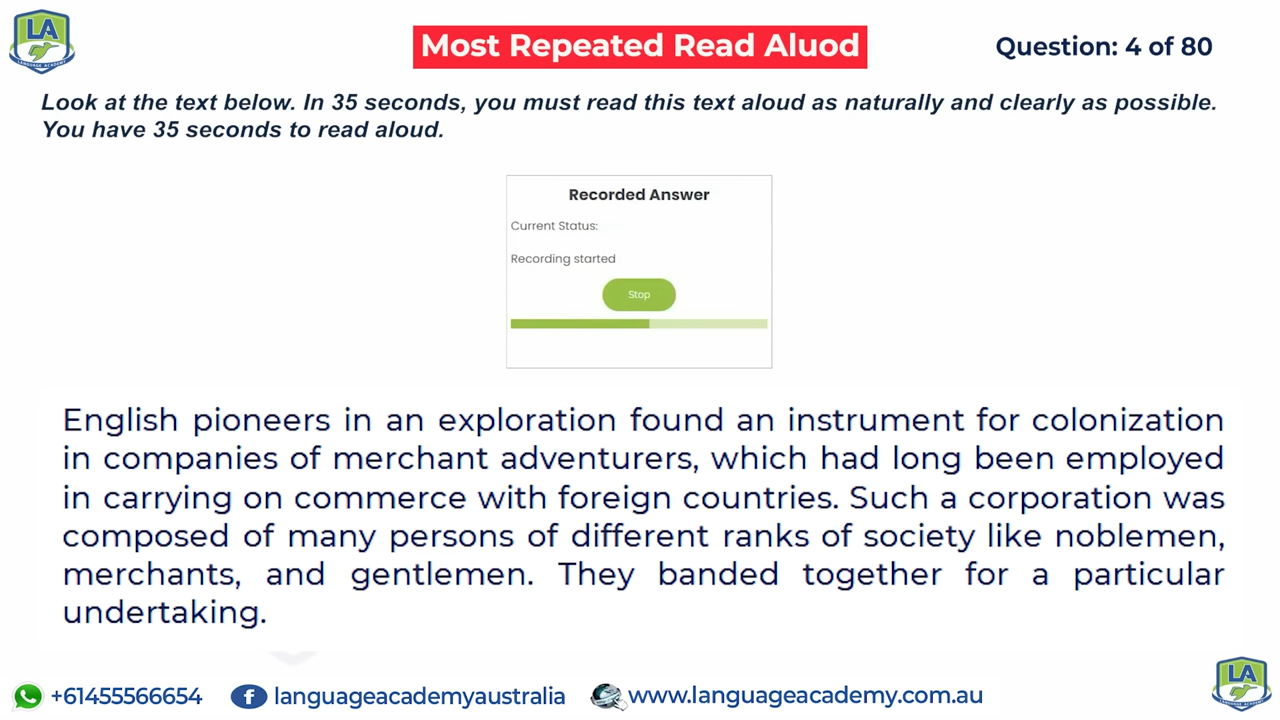 LA
LANGUAGE ACADEMY
Most Repeated Read Aluod
Question: 4 of 80
Look at the text below. In 35 seconds, you must read this text aloud as naturally and clearly as possible.
You have 35 seconds to read aloud.
Recorded Answer
Current Status:
Recording started
Stop
English pioneers in an exploration found an instrument for colonization
in companies of merchant adventurers, which had long been employed
in carrying on commerce with foreign countries. Such a corporation was
composed of many persons of different ranks of society like noblemen,
merchants, and gentlemen. They banded together for a particular
undertaking.
+61455566654
languageacademyaustralia
www.languageacademy.com.au
LA
LANGUAGE ACADEMY